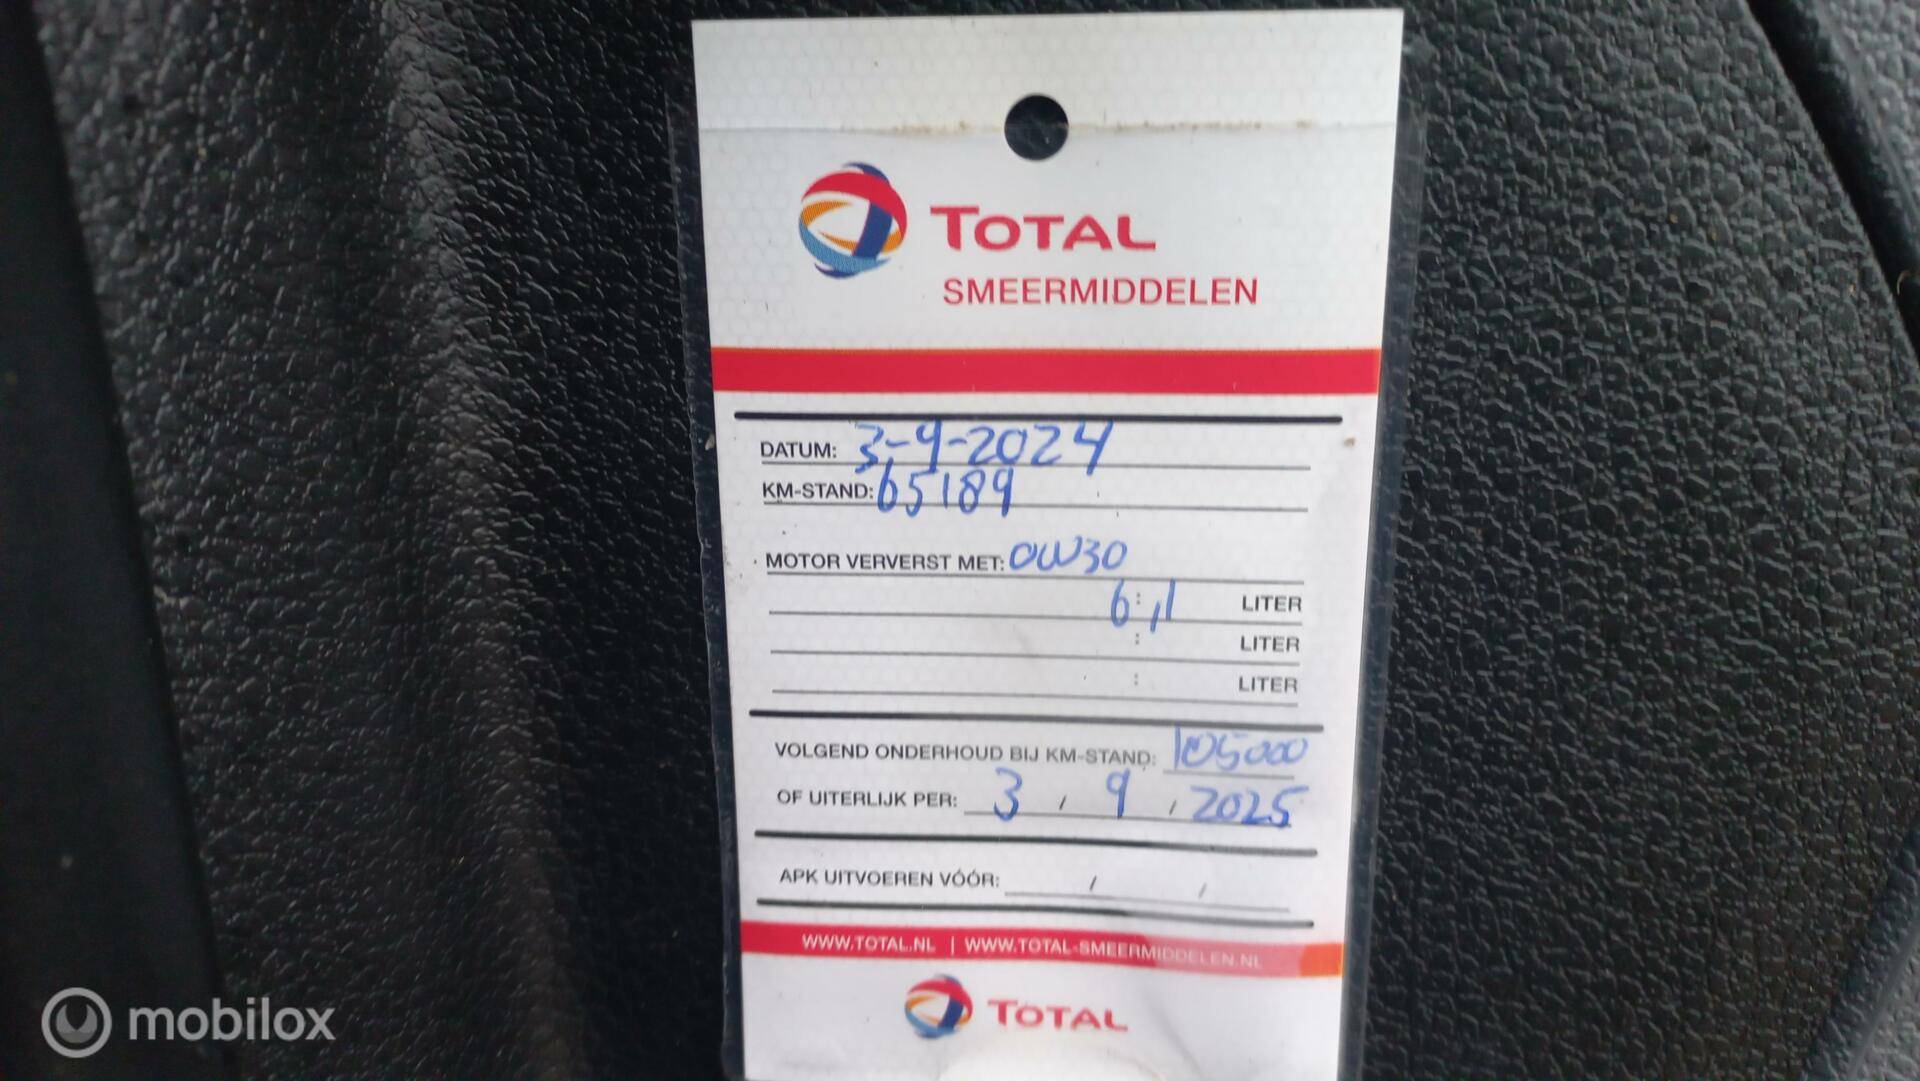 TOTAL
SMEERMIDDELEN
DATUM: 3-9-2024
KM-STAND: 65189
MOTOR VERVERST MET: 0W30
6:,1 LITER
: LITER
: LITER
VOLGEND ONDERHOUD BIJ KM-STAND: 105000
OF UITERLIJK PER: 3 / 9 / 2025
APK UITVOEREN VÓÓR: / /
WWW.TOTAL.NL | WWW.TOTAL-SMEERMIDDELEN.NL
TOTAL
mobilox